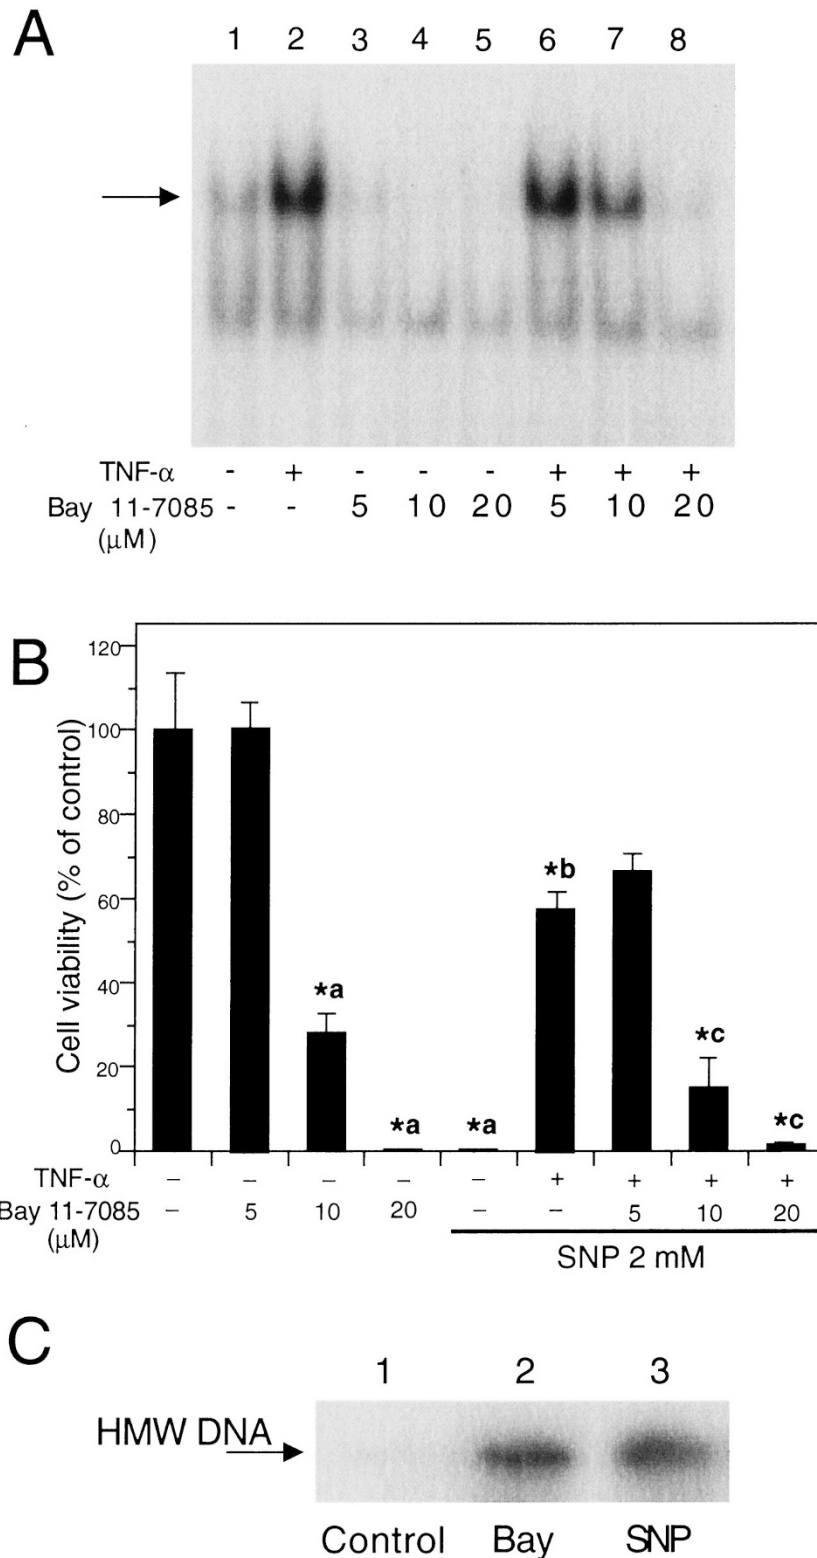 A
1 2 3 4 5 6 7 8
TNF-α - + - - - + + +
Bay 11-7085 - - 5 10 20 5 10 20
(μM)
B
Cell viability (% of control)
120
100
80
60
40
20
0
*a
*a
*a
*b
*c
*c
TNF-α – – – – – + + + +
Bay 11-7085 – 5 10 20 – – 5 10 20
(μM)
SNP 2 mM
C
1 2 3
HMW DNA
Control Bay SNP